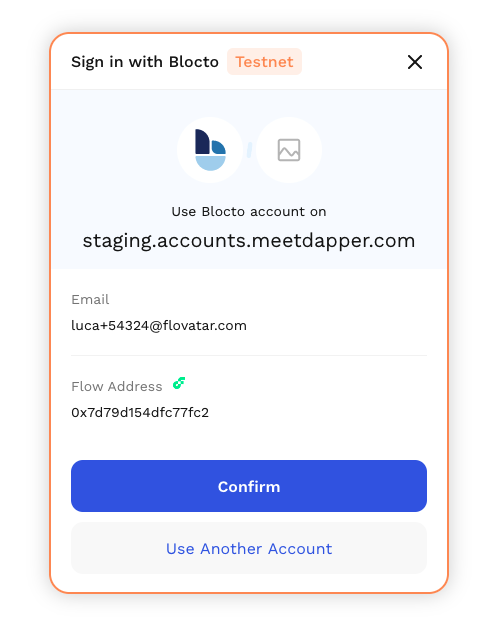 Sign in with Blocto Testnet
Use Blocto account on
staging.accounts.meetdapper.com
Email
luca+54324@flovatar.com
Flow Address
0x7d79d154dfc77fc2
Confirm
Use Another Account